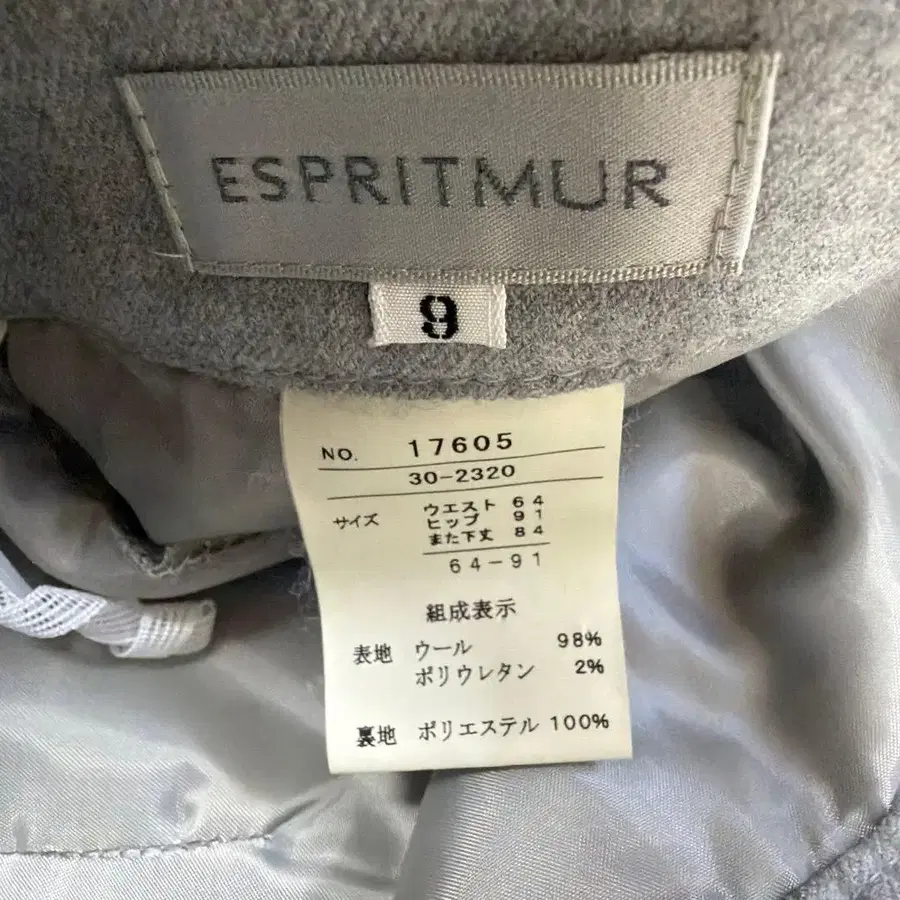 ESPRITMUR
9
NO. 17605
30-2320
サイズ ウエスト 64
ヒップ 91
また下丈 84
64-91
組成表示
表地 ウール 98%
ポリウレタン 2%
裏地 ポリエステル 100%